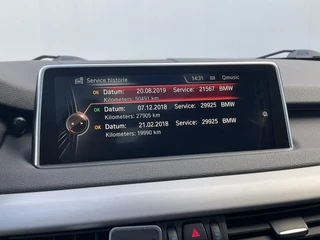 Service historie 14:31 Qmusic
OK Datum: 20.08.2019 Service: 21567 BMW
Kilometers: 50451 km
OK Datum: 07.12.2018 Service: 29925 BMW
Kilometers: 27905 km
OK Datum: 21.02.2018 Service: 29925 BMW
Kilometers: 19990 km